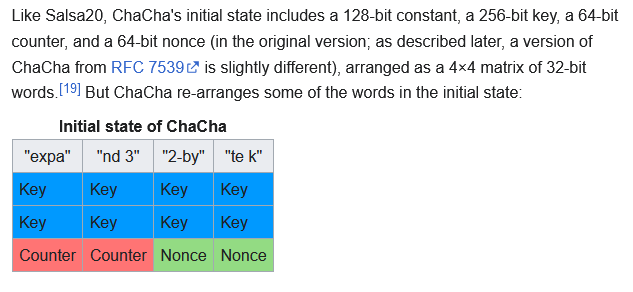 Like Salsa20, ChaCha's initial state includes a 128-bit constant, a 256-bit key, a 64-bit
counter, and a 64-bit nonce (in the original version; as described later, a version of
ChaCha from RFC 7539 is slightly different), arranged as a 4×4 matrix of 32-bit
words.[19] But ChaCha re-arranges some of the words in the initial state:
Initial state of ChaCha
"expa" "nd 3" "2-by" "te k"
Key Key Key Key
Key Key Key Key
Counter Counter Nonce Nonce